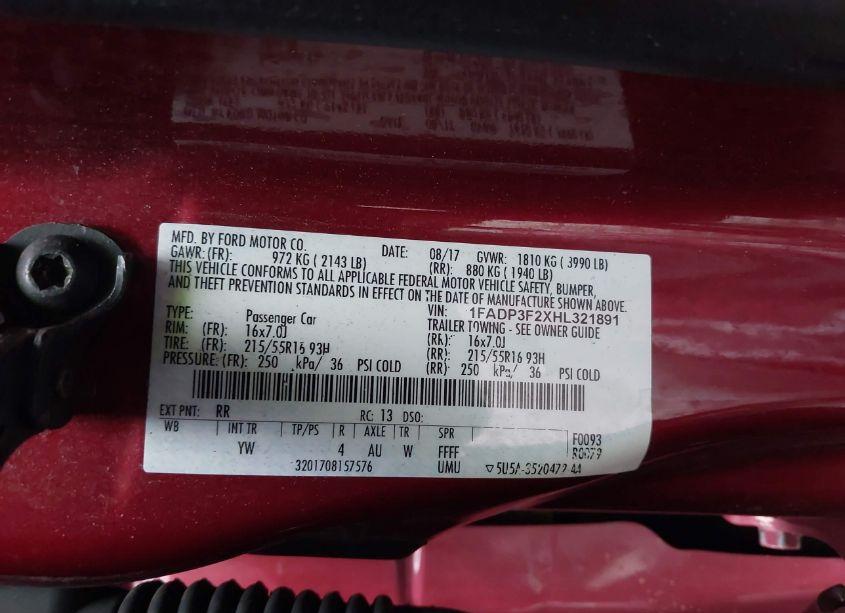 MFD. BY FORD MOTOR CO. DATE: 08/17 GVWR: 1810 KG ( 3990 LB)
GAWR: (FR): 972 KG ( 2143 LB) (RR): 880 KG ( 1940 LB)
THIS VEHICLE CONFORMS TO ALL APPLICABLE FEDERAL MOTOR VEHICLE SAFETY, BUMPER,
AND THEFT PREVENTION STANDARDS IN EFFECT ON THE DATE OF MANUFACTURE SHOWN ABOVE.
VIN: 1FADP3F2XHL321891
TYPE: Passenger Car TRAILER TOWNG - SEE OWNER GUIDE
RIM: (FR): 16x7.0J (RR): 16x7.0J
TIRE: (FR): 215/55R16 93H (RR): 215/55R16 93H
PRESSURE: (FR): 250 kPa/ 36 PSI COLD (RR): 250 kPa/ 36 PSI COLD
EXT PNT: RR RC: 13 DSO:
WB INT TR TP/PS R AXLE TR SPR F0093
YW 4 AU W FFFF
3201708157576 UMU